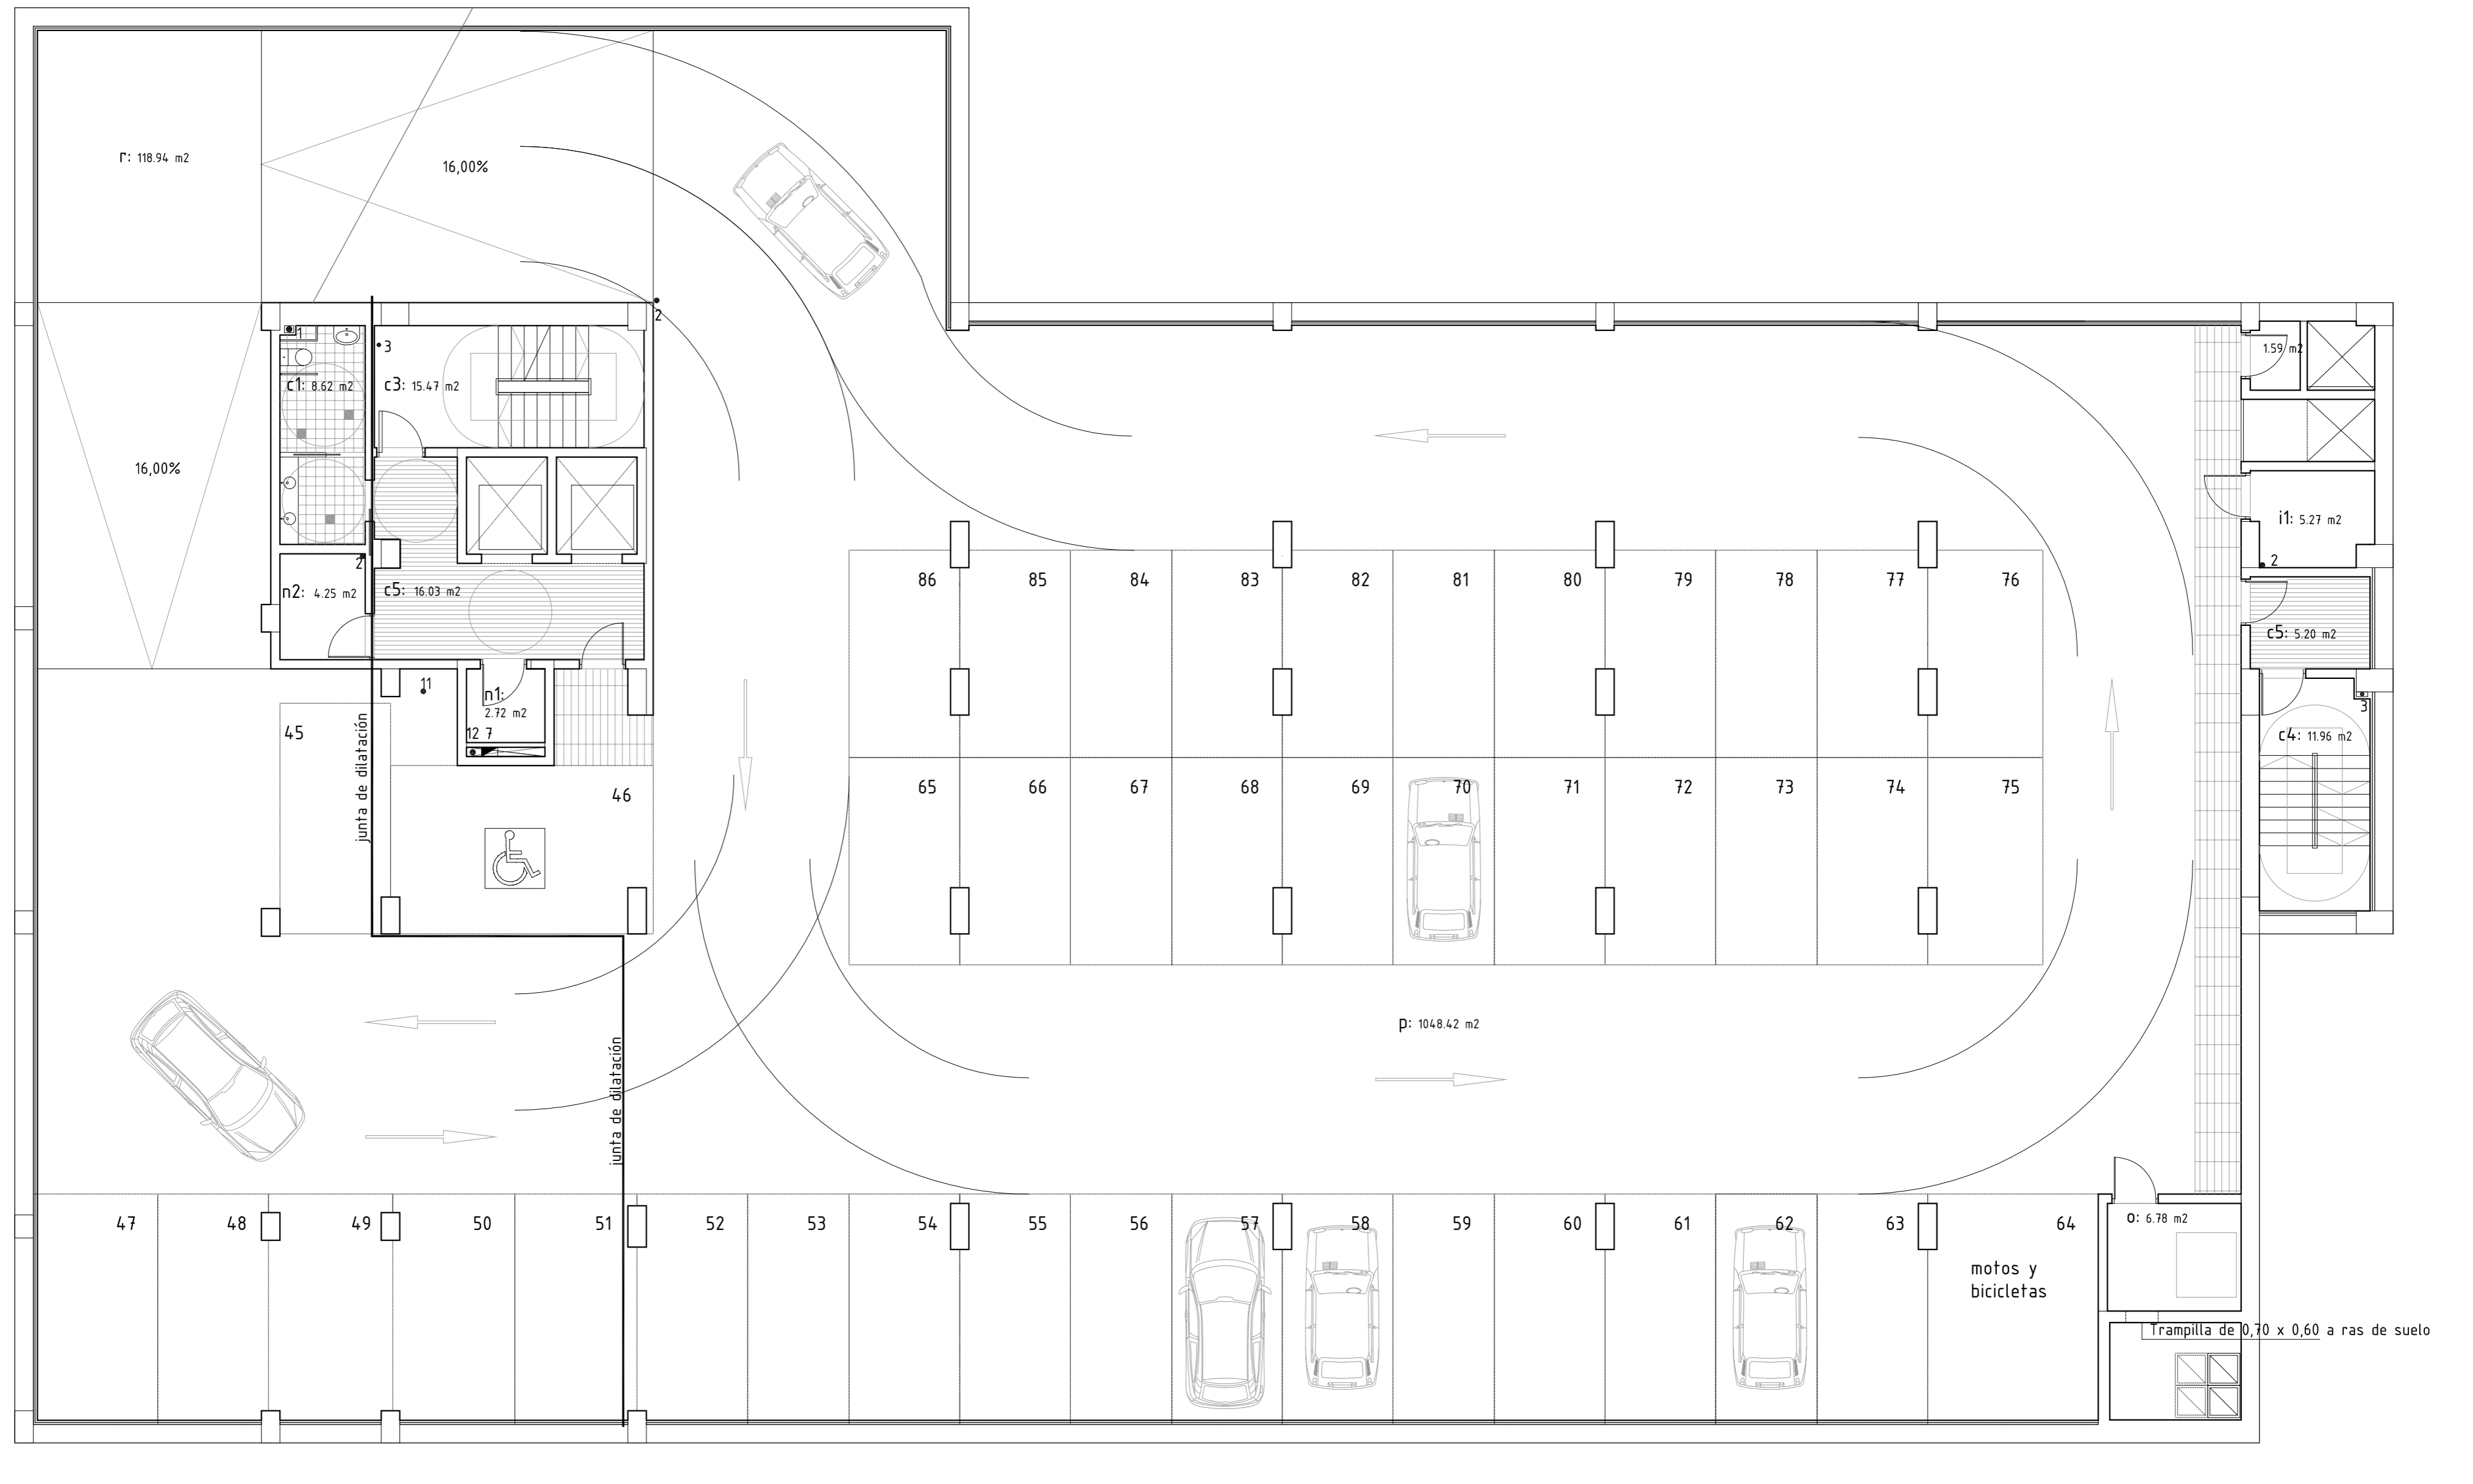 r: 118.94 m2
16,00%
2
1
3
c1: 8.62 m2
c3: 15.47 m2
1.59 m2
16,00%
i1: 5.27 m2
2
2
n2: 4.25 m2
c5: 16.03 m2
86
85
84
83
82
81
80
79
78
77
76
c5: 5.20 m2
11
n1:
2.72 m2
12 7
3
c4: 11.96 m2
45
junta de dilatación
46
65
66
67
68
69
70
71
72
73
74
75
p: 1048.42 m2
junta de dilatación
47
48
49
50
51
52
53
54
55
56
57
58
59
60
61
62
63
64
o: 6.78 m2
motos y
bicicletas
Trampilla de 0,70 x 0,60 a ras de suelo